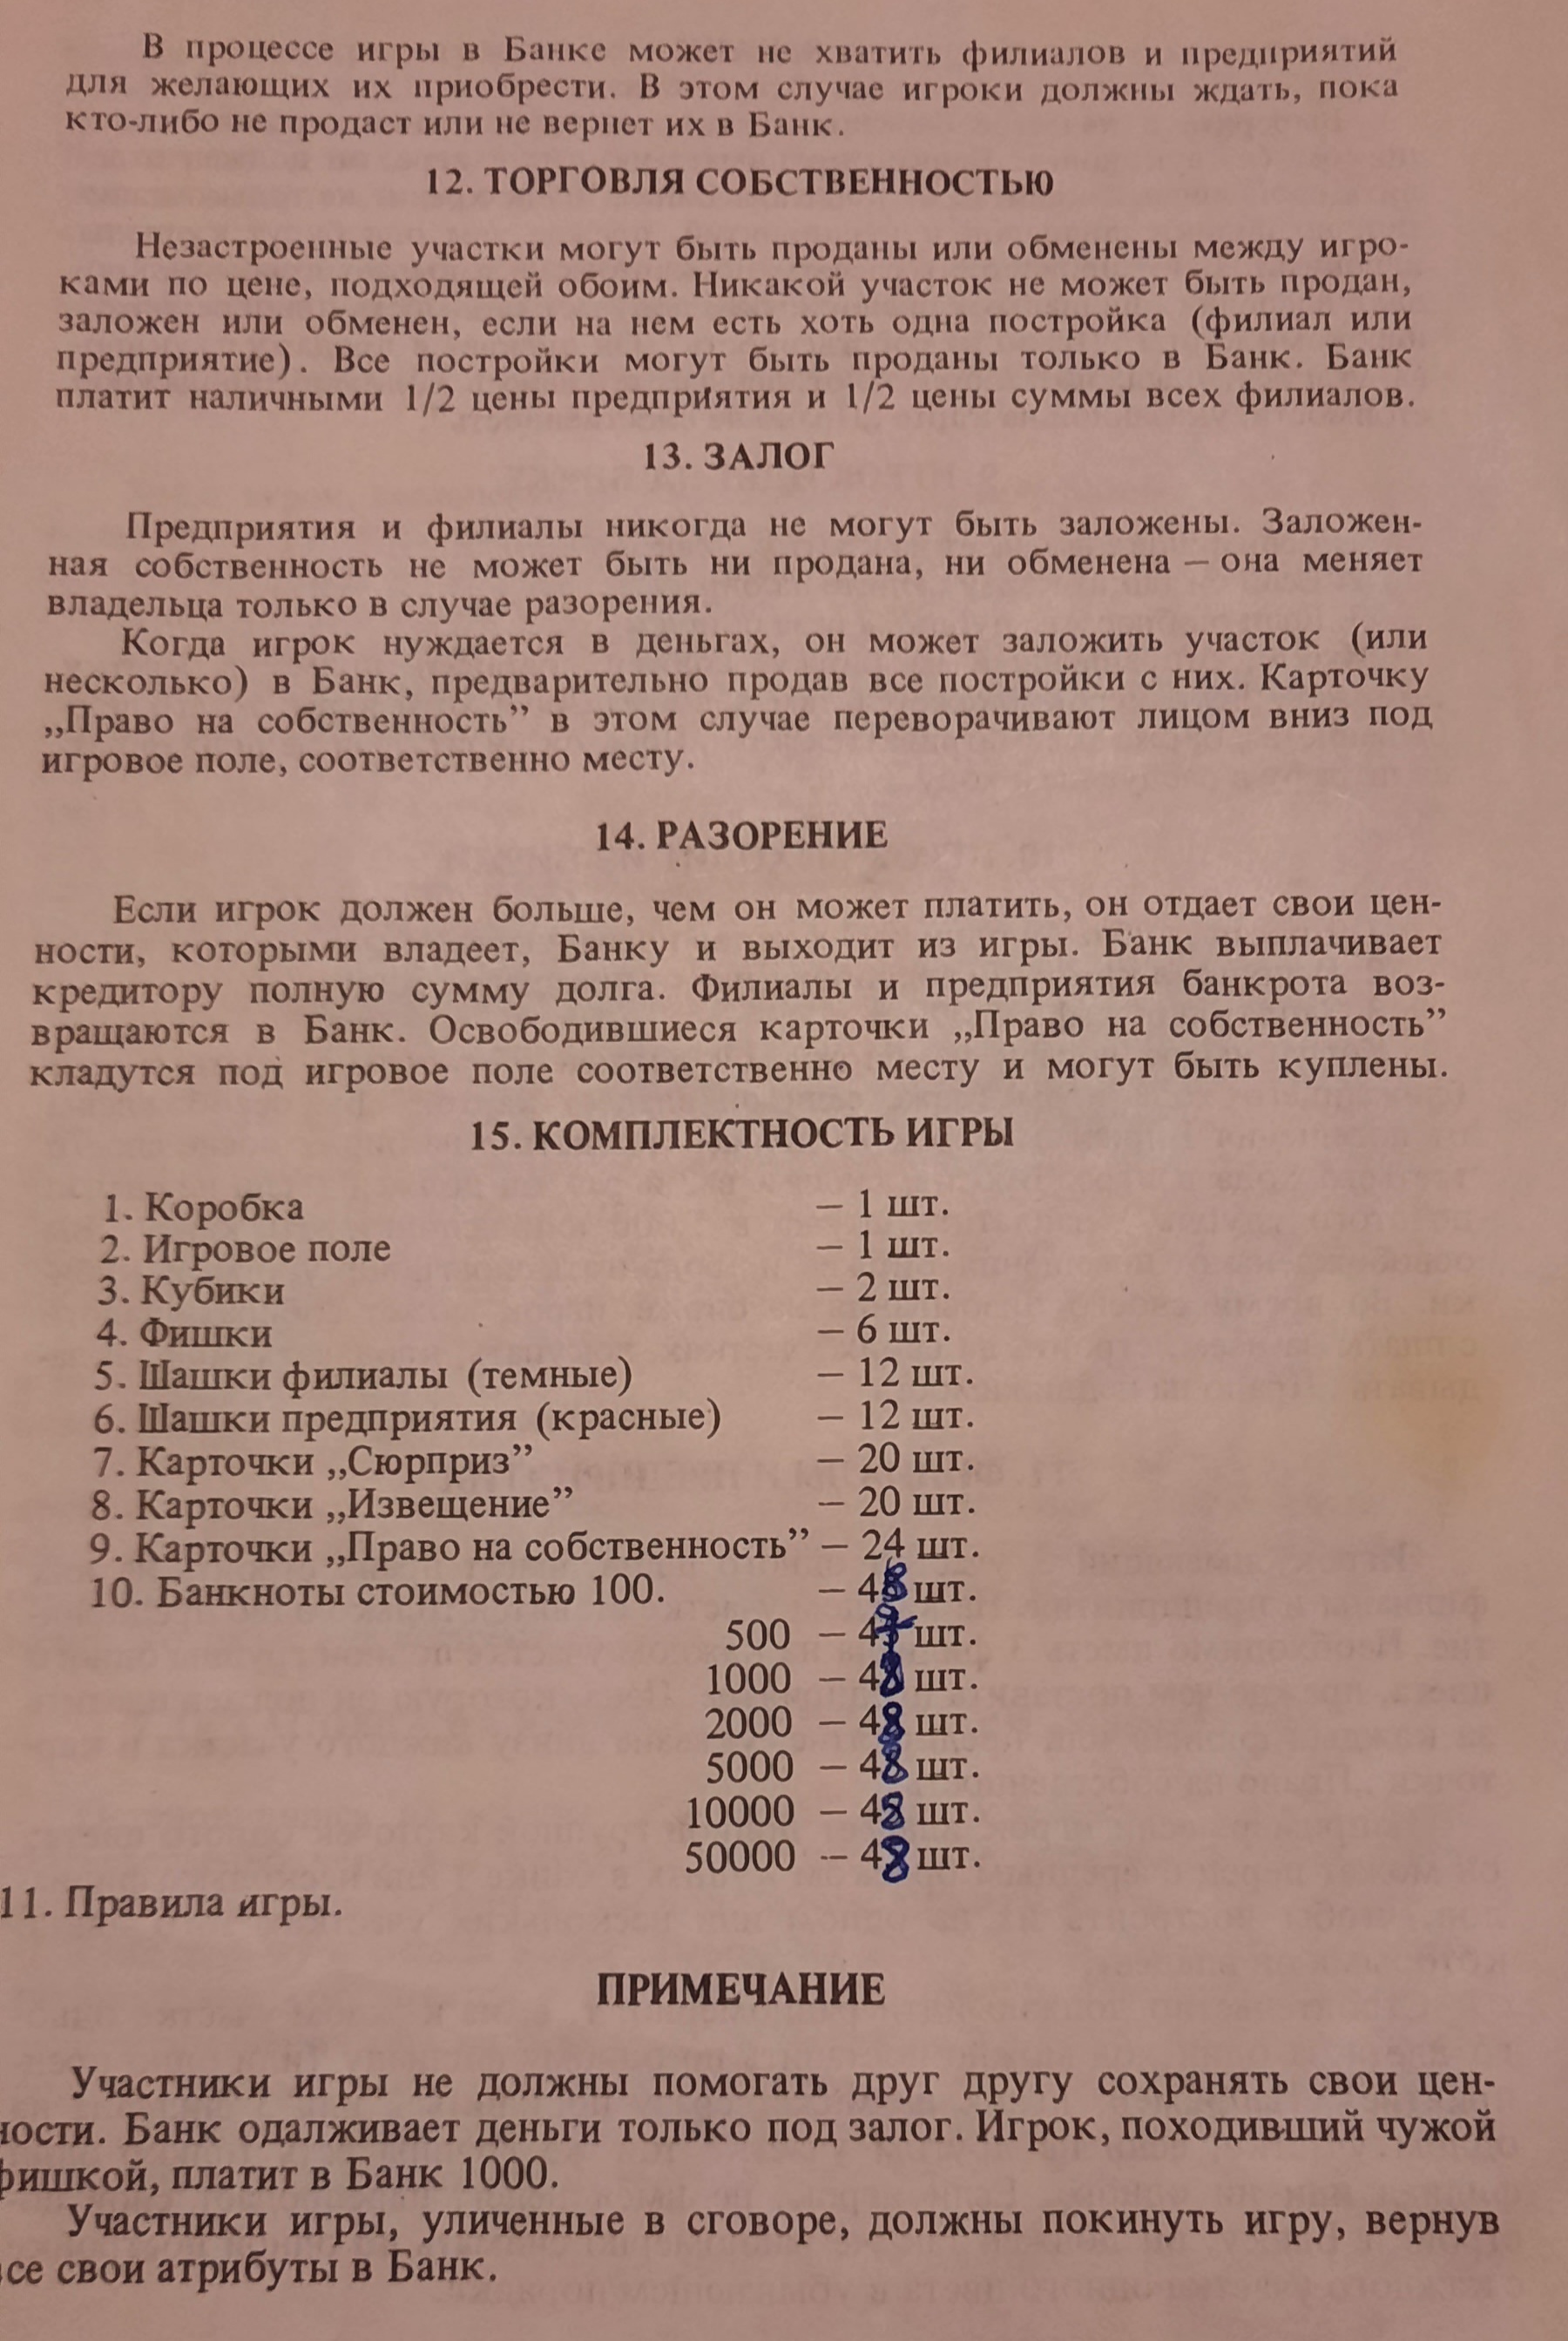 В процессе игры в Банке может не хватить филиалов и предприятий
для желающих их приобрести. В этом случае игроки должны ждать, пока
кто-либо не продаст или не вернет их в Банк.
12. ТОРГОВЛЯ СОБСТВЕННОСТЬЮ
Незастроенные участки могут быть проданы или обменены между игро-
ками по цене, подходящей обоим. Никакой участок не может быть продан,
заложен или обменен, если на нем есть хоть одна постройка (филиал или
предприятие). Все постройки могут быть проданы только в Банк. Банк
платит наличными 1/2 цены предприятия и 1/2 цены суммы всех филиалов.
13. ЗАЛОГ
Предприятия и филиалы никогда не могут быть заложены. Заложен-
ная собственность не может быть ни продана, ни обменена — она меняет
владельца только в случае разорения.
Когда игрок нуждается в деньгах, он может заложить участок (или
несколько) в Банк, предварительно продав все постройки с них. Карточку
„Право на собственность” в этом случае переворачивают лицом вниз под
игровое поле, соответственно месту.
14. РАЗОРЕНИЕ
Если игрок должен больше, чем он может платить, он отдает свои цен-
ности, которыми владеет, Банку и выходит из игры. Банк выплачивает
кредитору полную сумму долга. Филиалы и предприятия банкрота воз-
вращаются в Банк. Освободившиеся карточки „Право на собственность”
кладутся под игровое поле соответственно месту и могут быть куплены.
15. КОМПЛЕКТНОСТЬ ИГРЫ
1. Коробка — 1 шт.
2. Игровое поле — 1 шт.
3. Кубики — 2 шт.
4. Фишки — 6 шт.
5. Шашки филиалы (темные) — 12 шт.
6. Шашки предприятия (красные) — 12 шт.
7. Карточки „Сюрприз” — 20 шт.
8. Карточки „Извещение” — 20 шт.
9. Карточки „Право на собственность” — 24 шт.
10. Банкноты стоимостью 100. — 48 шт.
500 — 47 шт.
1000 — 48 шт.
2000 — 48 шт.
5000 — 48 шт.
10000 — 48 шт.
50000 — 48 шт.
11. Правила игры.
ПРИМЕЧАНИЕ
Участники игры не должны помогать друг другу сохранять свои цен-
ности. Банк одалживает деньги только под залог. Игрок, походивший чужой
фишкой, платит в Банк 1000.
Участники игры, уличенные в сговоре, должны покинуть игру, вернув
все свои атрибуты в Банк.